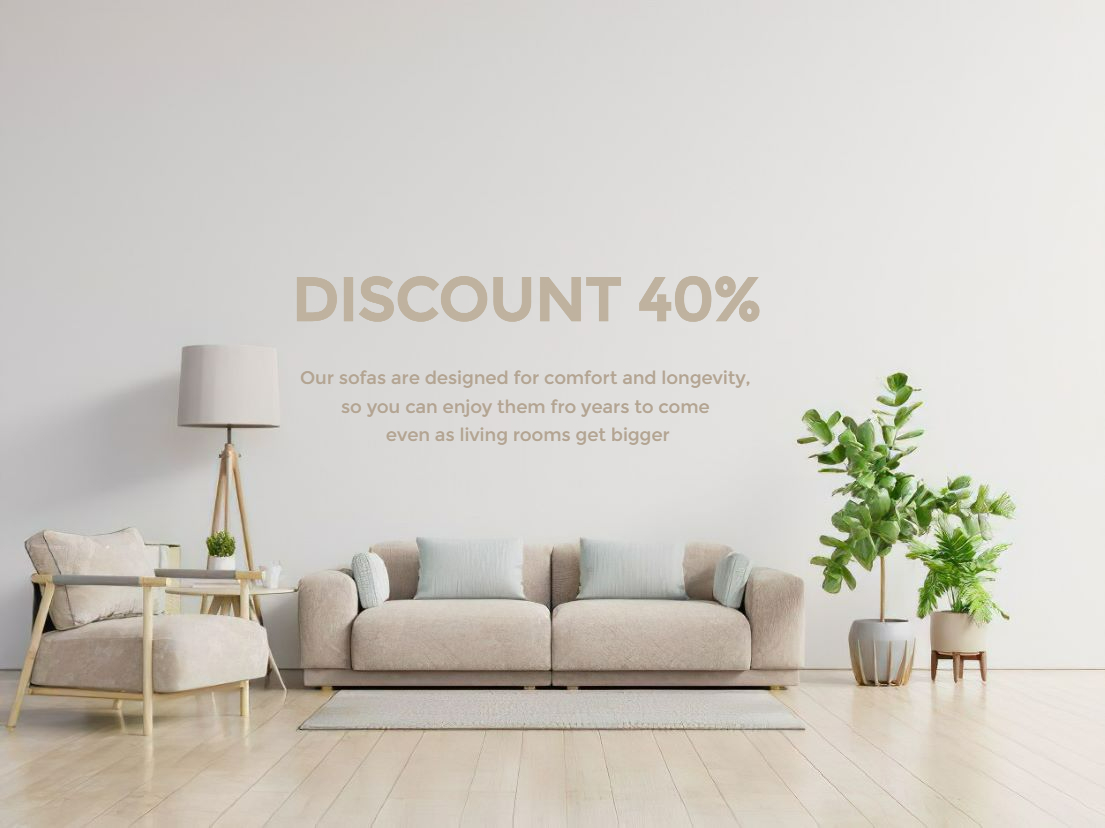 DISCOUNT 40%
Our sofas are designed for comfort and longevity,
so you can enjoy them fro years to come
even as living rooms get bigger